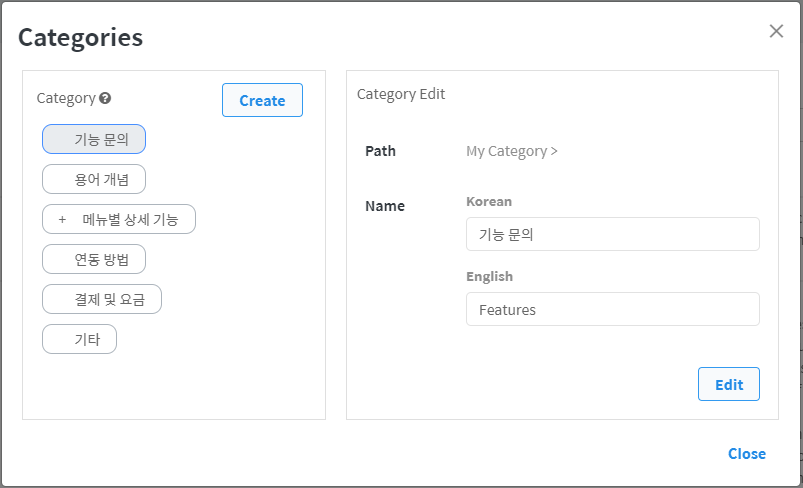 Categories
Category
Create
기능 문의
용어 개념
+ 메뉴별 상세 기능
연동 방법
결제 및 요금
기타
Category Edit
Path
My Category >
Name
Korean
기능 문의
English
Features
Edit
Close